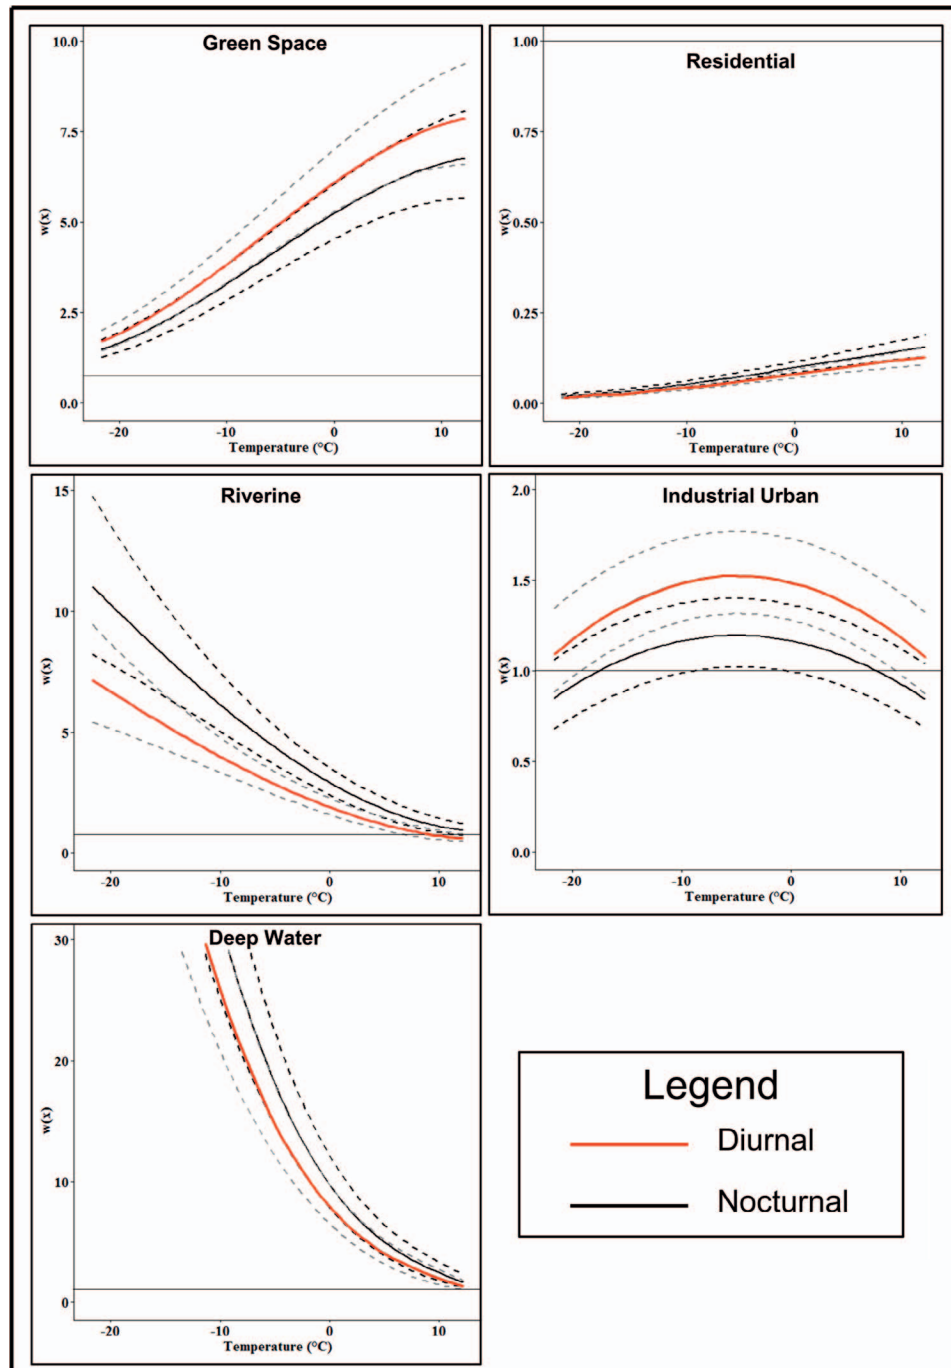 Green Space
10.0
7.5
5.0
2.5
0.0
w(x)
-20 -10 0 10
Temperature (°C)
Residential
1.00
0.75
0.50
0.25
0.00
w(x)
-20 -10 0 10
Temperature (°C)
Riverine
15
10
5
0
w(x)
-20 -10 0 10
Temperature (°C)
Industrial Urban
2.0
1.5
1.0
0.5
0.0
w(x)
-20 -10 0 10
Temperature (°C)
Deep Water
30
20
10
0
w(x)
-20 -10 0 10
Temperature (°C)
Legend
Diurnal
Nocturnal